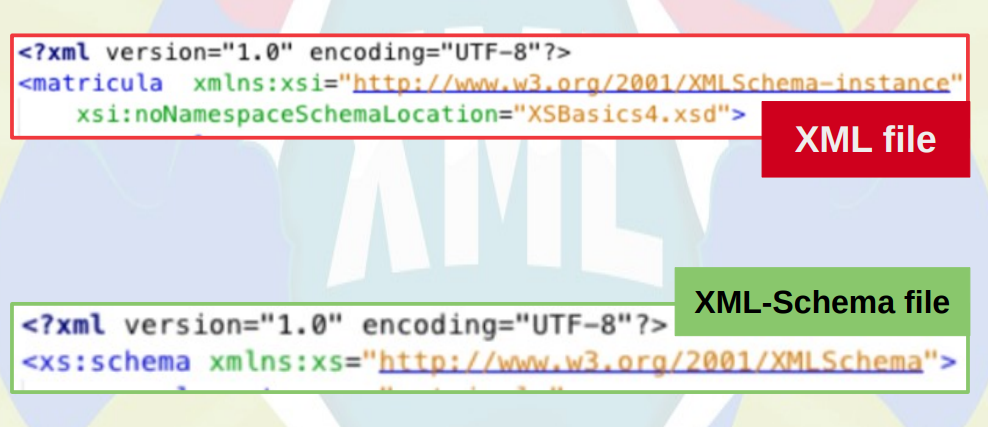 <?xml version="1.0" encoding="UTF-8"?>
<matricula xmlns:xsi="http://www.w3.org/2001/XMLSchema-instance"
xsi:noNamespaceSchemaLocation="XSBasics4.xsd">
XML file
XML
XML-Schema file
<?xml version="1.0" encoding="UTF-8"?>
<xs:schema xmlns:xs="http://www.w3.org/2001/XMLSchema">